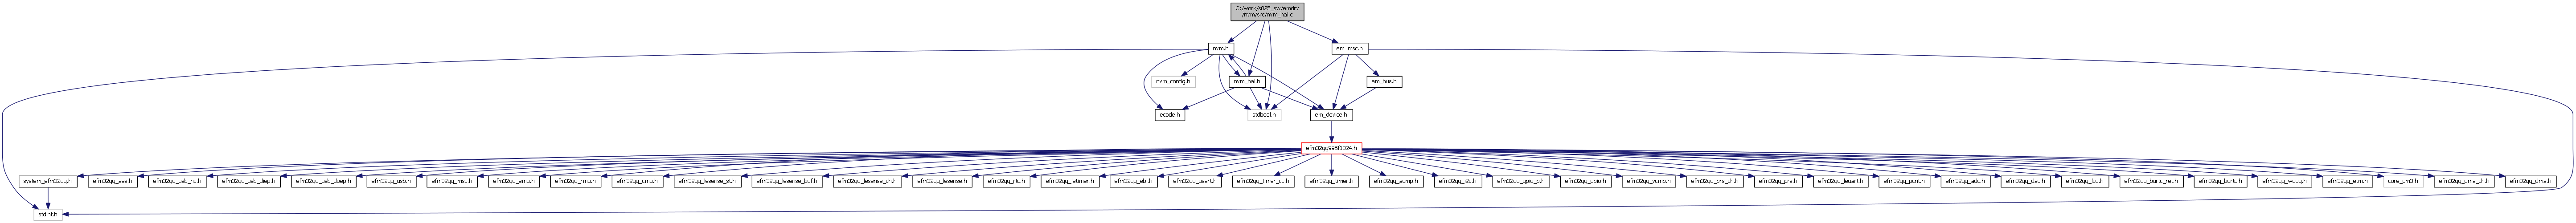 C:/work/s025_sw/emdrv
/nvm/src/nvm_hal.c
nvm.h
em_msc.h
nvm_config.h
nvm_hal.h
em_bus.h
ecode.h
stdbool.h
em_device.h
efm32gg995f1024.h
system_efm32gg.h
efm32gg_aes.h
efm32gg_usb_hc.h
efm32gg_usb_diep.h
efm32gg_usb_doep.h
efm32gg_usb.h
efm32gg_msc.h
efm32gg_emu.h
efm32gg_rmu.h
efm32gg_cmu.h
efm32gg_lesense_st.h
efm32gg_lesense_buf.h
efm32gg_lesense_ch.h
efm32gg_lesense.h
efm32gg_rtc.h
efm32gg_letimer.h
efm32gg_ebi.h
efm32gg_usart.h
efm32gg_timer_cc.h
efm32gg_timer.h
efm32gg_acmp.h
efm32gg_i2c.h
efm32gg_gpio_p.h
efm32gg_gpio.h
efm32gg_vcmp.h
efm32gg_prs_ch.h
efm32gg_prs.h
efm32gg_leuart.h
efm32gg_pcnt.h
efm32gg_adc.h
efm32gg_dac.h
efm32gg_lcd.h
efm32gg_burtc_ret.h
efm32gg_burtc.h
efm32gg_wdog.h
efm32gg_etm.h
core_cm3.h
efm32gg_dma_ch.h
efm32gg_dma.h
stdint.h